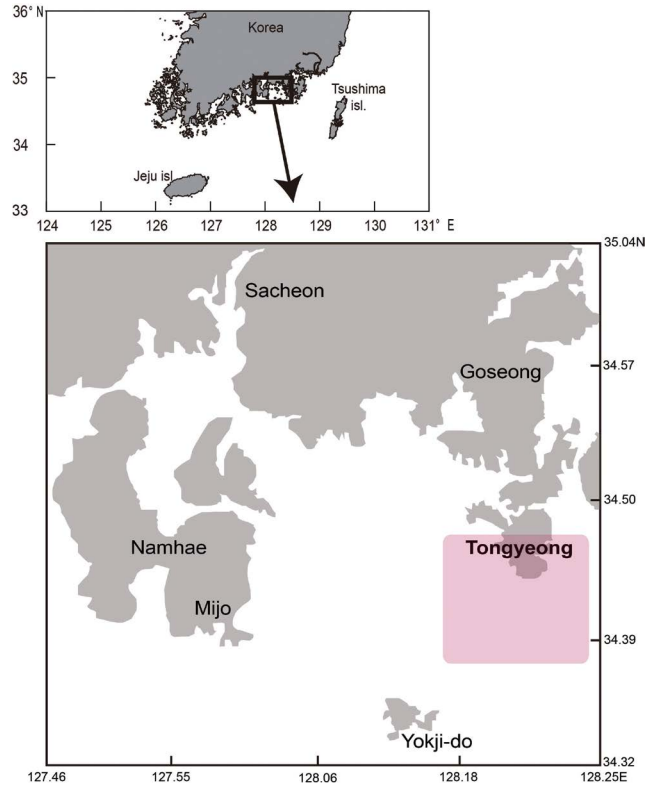 36° N
Korea
35
Tsushima
isl.
34
Jeju isl
33
124 125 126 127 128 129 130 131° E
35.04N
Sacheon
34.57
Goseong
34.50
Namhae
Tongyeong
Mijo
34.39
Yokji-do
34.32
127.46 127.55 128.06 128.18 128.25E